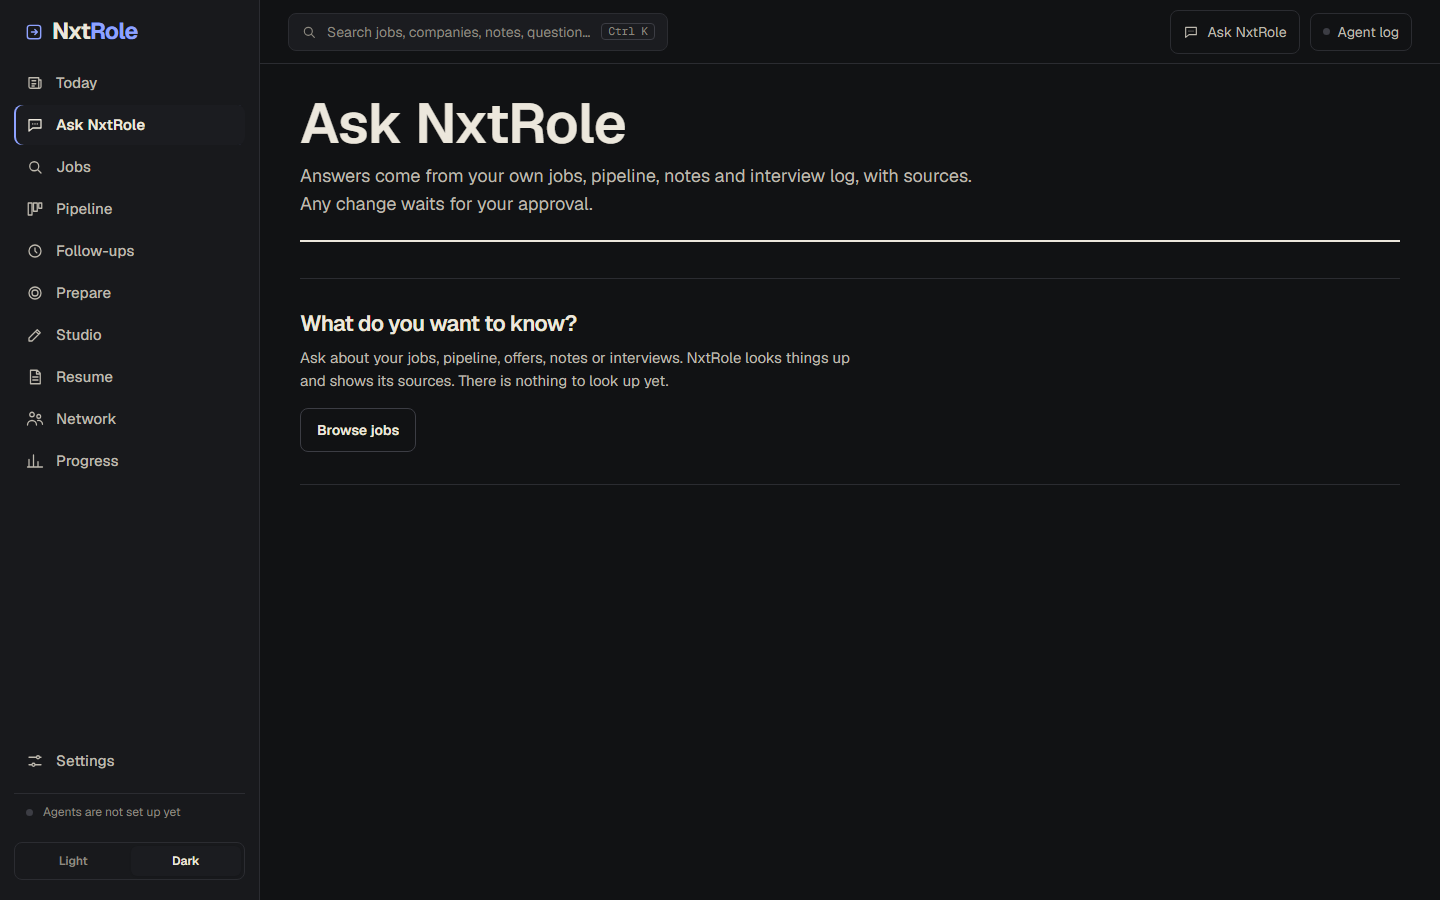 NxtRole
Today
Ask NxtRole
Jobs
Pipeline
Follow-ups
Prepare
Studio
Resume
Network
Progress
Settings
Agents are not set up yet
Light
Dark
Search jobs, companies, notes, question...
Ctrl K
Ask NxtRole
Agent log
Ask NxtRole
Answers come from your own jobs, pipeline, notes and interview log, with sources.
Any change waits for your approval.
What do you want to know?
Ask about your jobs, pipeline, offers, notes or interviews. NxtRole looks things up
and shows its sources. There is nothing to look up yet.
Browse jobs